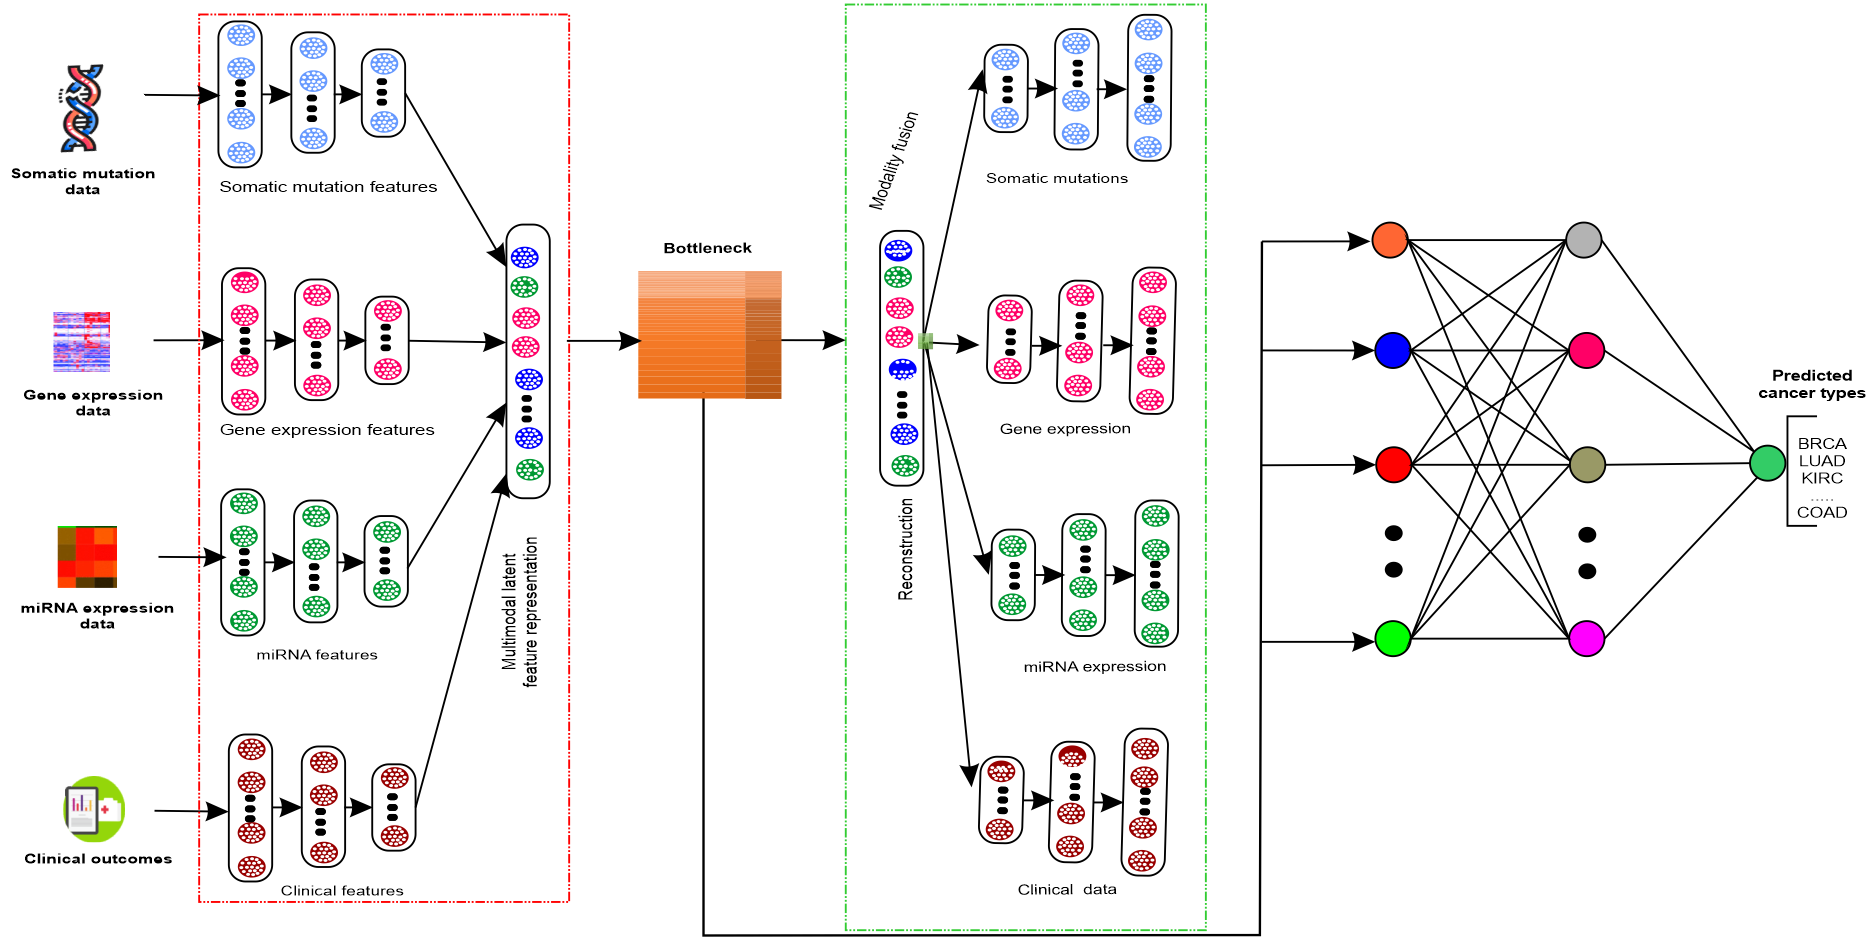 Somatic mutation
data
Gene expression
data
miRNA expression
data
Clinical outcomes
Somatic mutation features
Gene expression features
miRNA features
Clinical features
Multimodal latent
feature representation
Bottleneck
Modality fusion
Reconstruction
Somatic mutations
Gene expression
miRNA expression
Clinical data
Predicted
cancer types
BRCA
LUAD
KIRC
.....
COAD